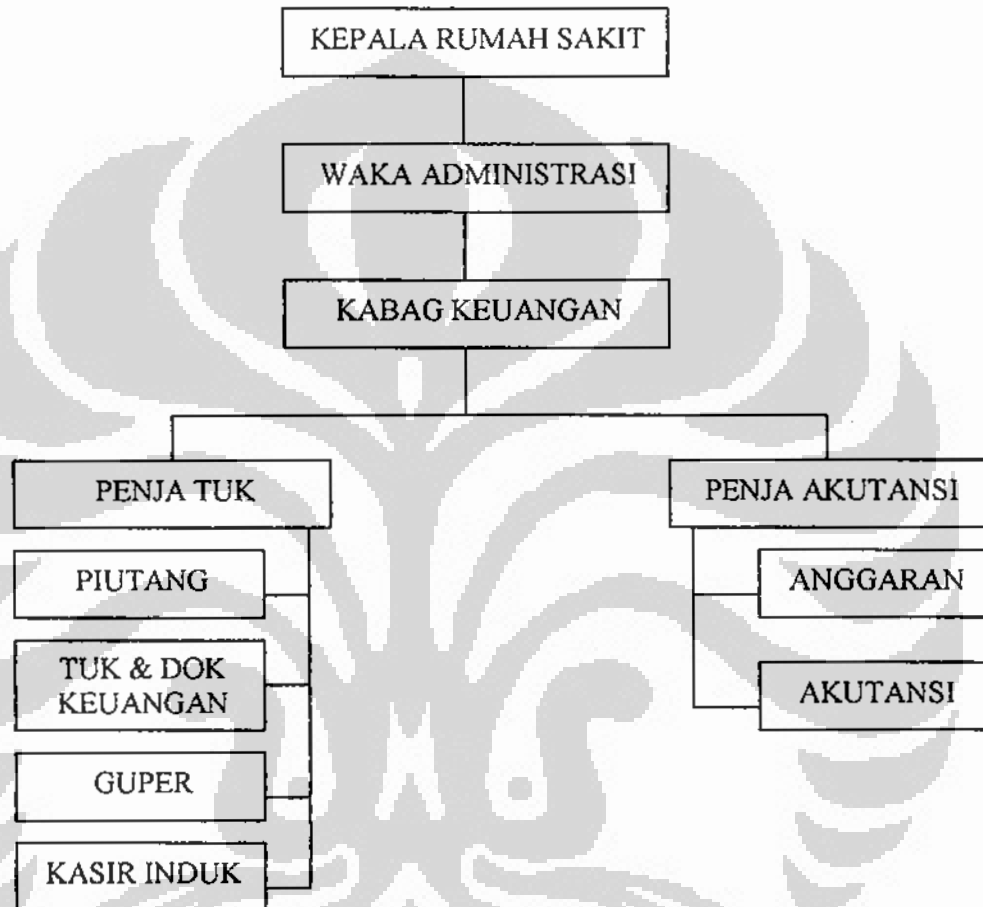 KEPALA RUMAH SAKIT
WAKA ADMINISTRASI
KABAG KEUANGAN
PENJA TUK
PENJA AKUTANSI
PIUTANG
ANGGARAN
TUK & DOK
KEUANGAN
AKUTANSI
GUPER
KASIR INDUK